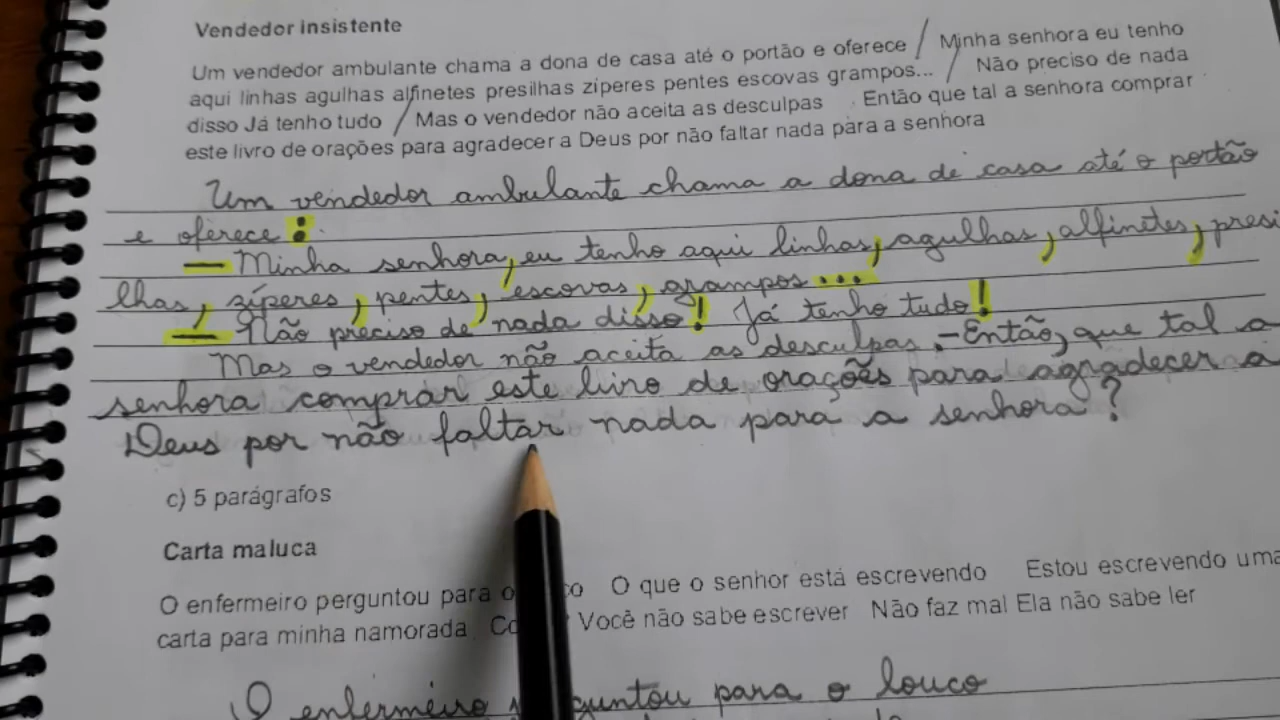 Vendedor insistente
Um vendedor ambulante chama a dona de casa até o portão e oferece / Minha senhora eu tenho
aqui linhas agulhas alfinetes presilhas zíperes pentes escovas grampos... / Não preciso de nada
disso Já tenho tudo / Mas o vendedor não aceita as desculpas Então que tal a senhora comprar
este livro de orações para agradecer a Deus por não faltar nada para a senhora
Um vendedor ambulante chama a dona de casa até o portão
e oferece:
— Minha senhora, eu tenho aqui linhas, agulhas, alfinetes, presi
lhas, zíperes, pentes, escovas, grampos...
— Não preciso de nada disso! Já tenho tudo!
Mas o vendedor não aceita as desculpas. - Então, que tal a
senhora comprar este livro de orações para agradecer a
Deus por não faltar nada para a senhora?
c) 5 parágrafos
Carta maluca
O enfermeiro perguntou para o O que o senhor está escrevendo Estou escrevendo uma
carta para minha namorada Você não sabe escrever Não faz mal Ela não sabe ler
O enfermeiro para o louco